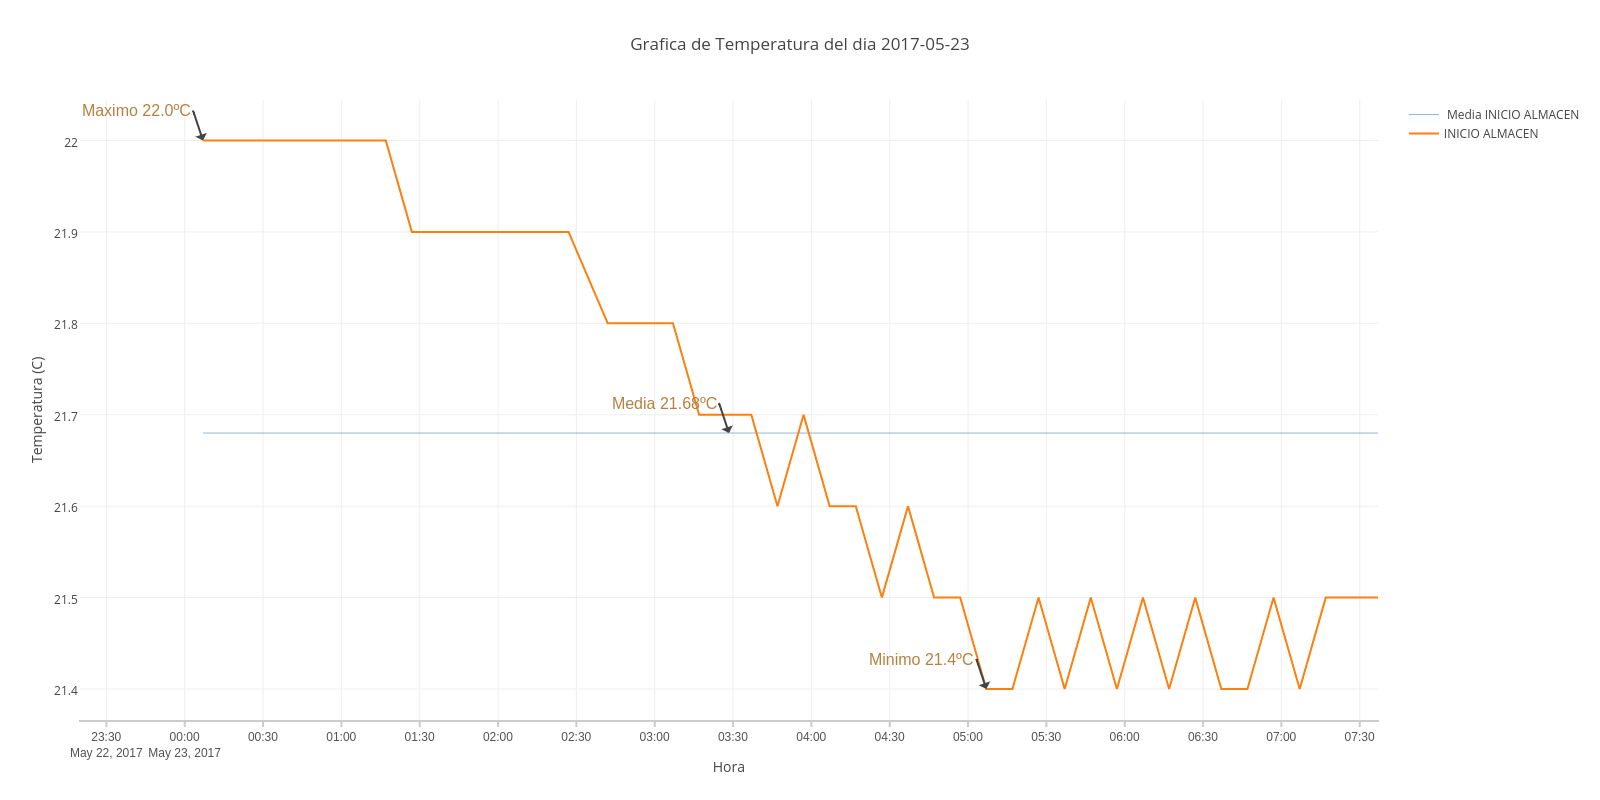 Grafica de Temperatura del dia 2017-05-23
Maximo 22.0ºC
Media INICIO ALMACEN
INICIO ALMACEN
22
21.9
21.8
21.7
21.6
21.5
21.4
Temperatura (C)
Media 21.68ºC
Minimo 21.4ºC
23:30 00:00 00:30 01:00 01:30 02:00 02:30 03:00 03:30 04:00 04:30 05:00 05:30 06:00 06:30 07:00 07:30
May 22, 2017 May 23, 2017
Hora